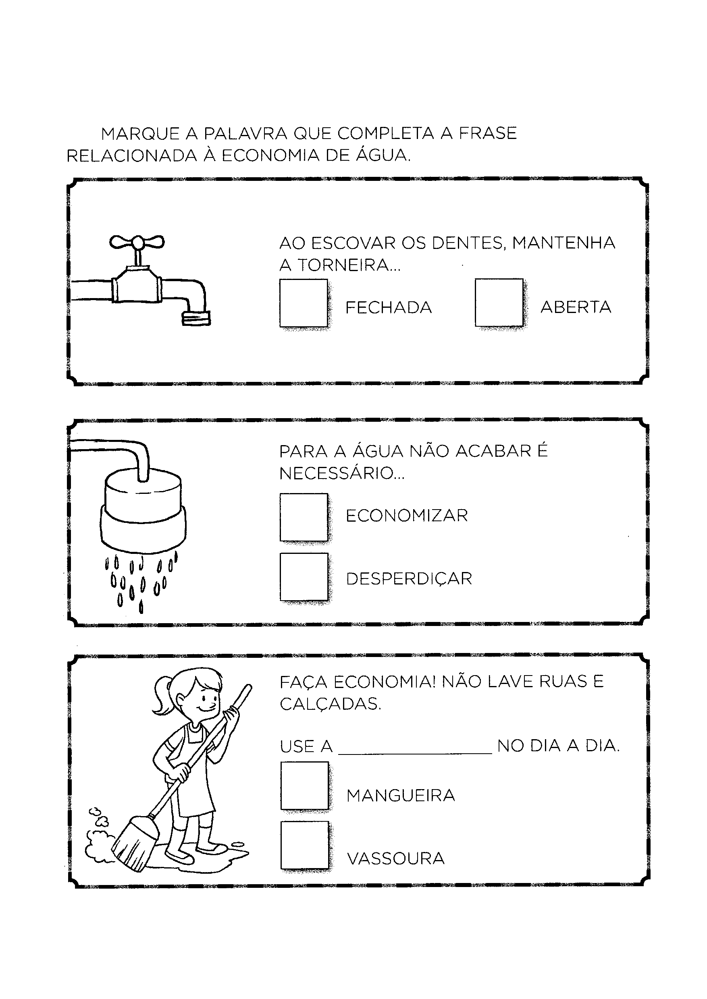 MARQUE A PALAVRA QUE COMPLETA A FRASE
RELACIONADA À ECONOMIA DE ÁGUA.
AO ESCOVAR OS DENTES, MANTENHA
A TORNEIRA...
FECHADA ABERTA
PARA A ÁGUA NÃO ACABAR É
NECESSÁRIO...
ECONOMIZAR
DESPERDIÇAR
FAÇA ECONOMIA! NÃO LAVE RUAS E
CALÇADAS.
USE A ________________ NO DIA A DIA.
MANGUEIRA
VASSOURA